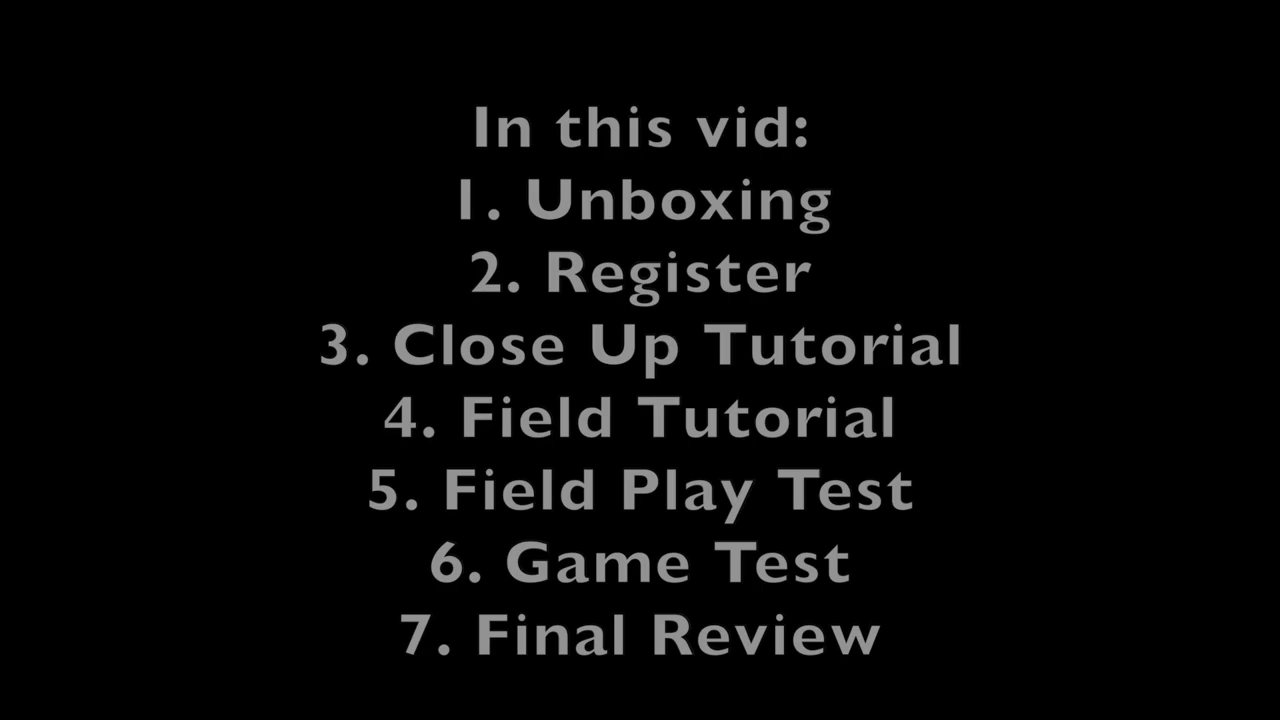 In this vid:
1. Unboxing
2. Register
3. Close Up Tutorial
4. Field Tutorial
5. Field Play Test
6. Game Test
7. Final Review